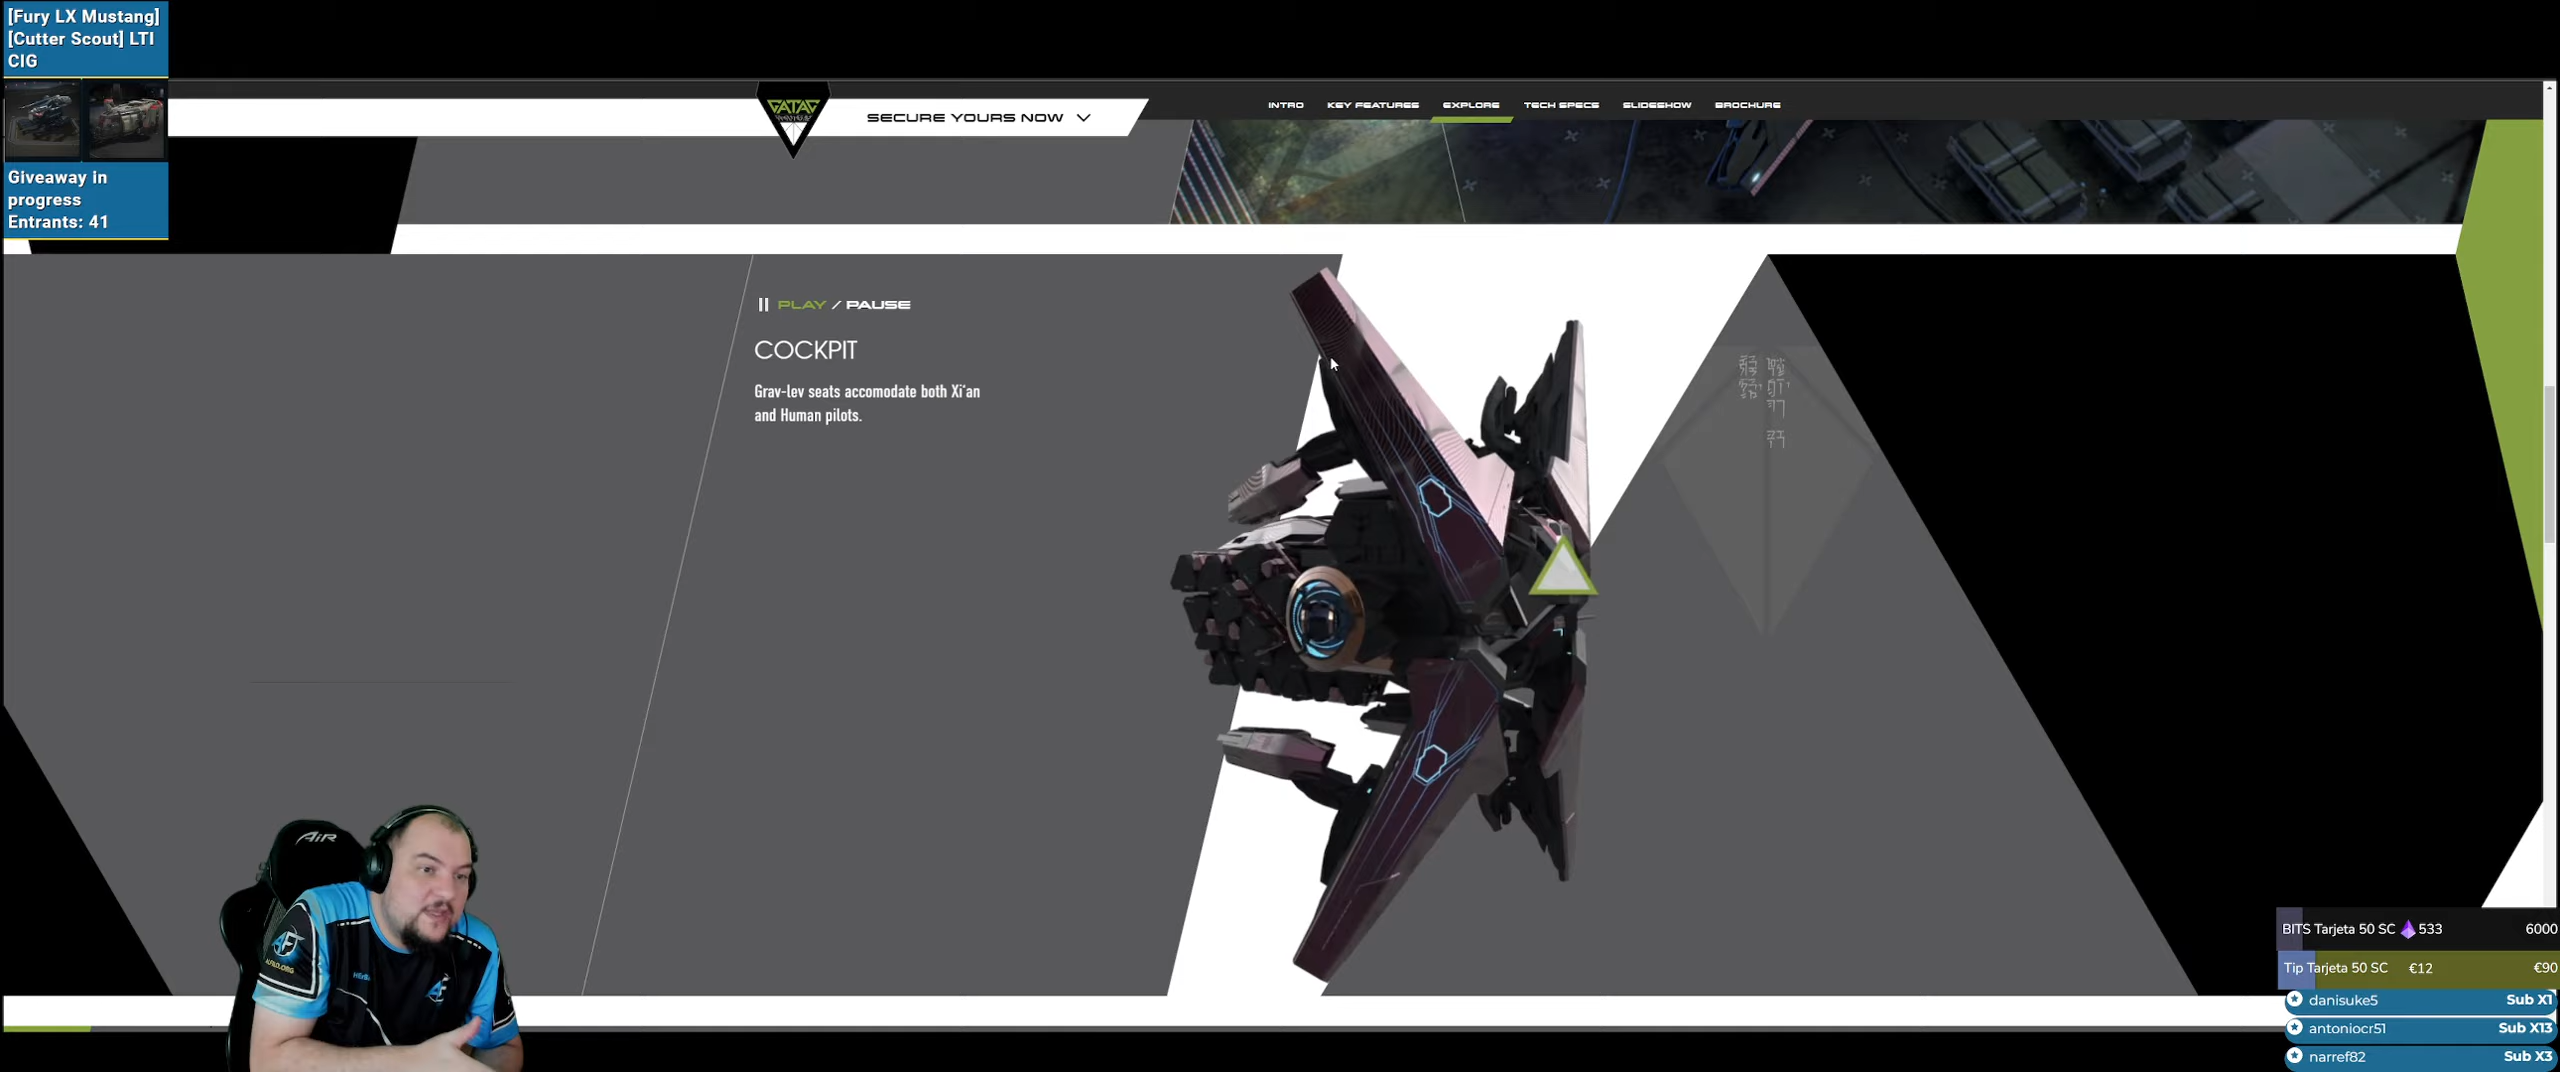 [Fury LX Mustang]
[Cutter Scout] LTI
CIG
Giveaway in
progress
Entrants: 41
GATAC
SECURE YOURS NOW
INTRO KEY FEATURES EXPLORE TECH SPECS SLIDESHOW BROCHURE
PLAY / PAUSE
COCKPIT
Grav-lev seats accomodate both Xi'an
and Human pilots.
AIR
BITS Tarjeta 50 SC 533 6000
Tip Tarjeta 50 SC €12 €90
danisuke5 Sub X1
antoniocr51 Sub X13
narref82 Sub X3